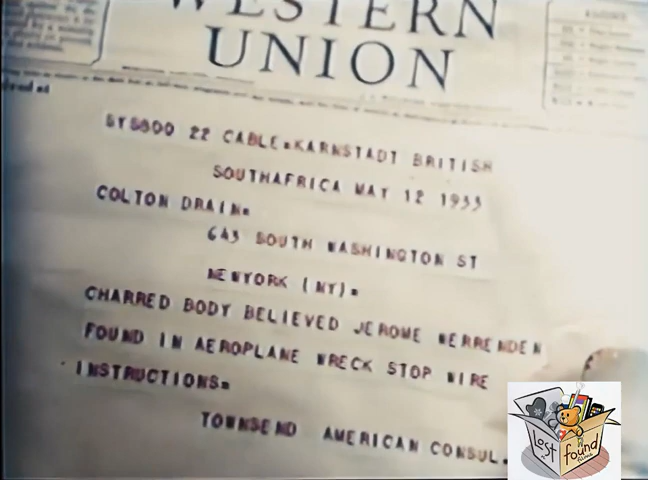 WESTERN
UNION
SYS800 22 CABLE=KARNSTADT BRITISH
SOUTHAFRICA MAY 12 1933
COLTON DRAIN=
643 SOUTH WASHINGTON ST
NEWYORK (NY)=
CHARRED BODY BELIEVED JEROME WERRENDEN
FOUND IN AEROPLANE WRECK STOP WIRE
INSTRUCTIONS=
TOWNSEND AMERICAN CONSUL.
Lost
found